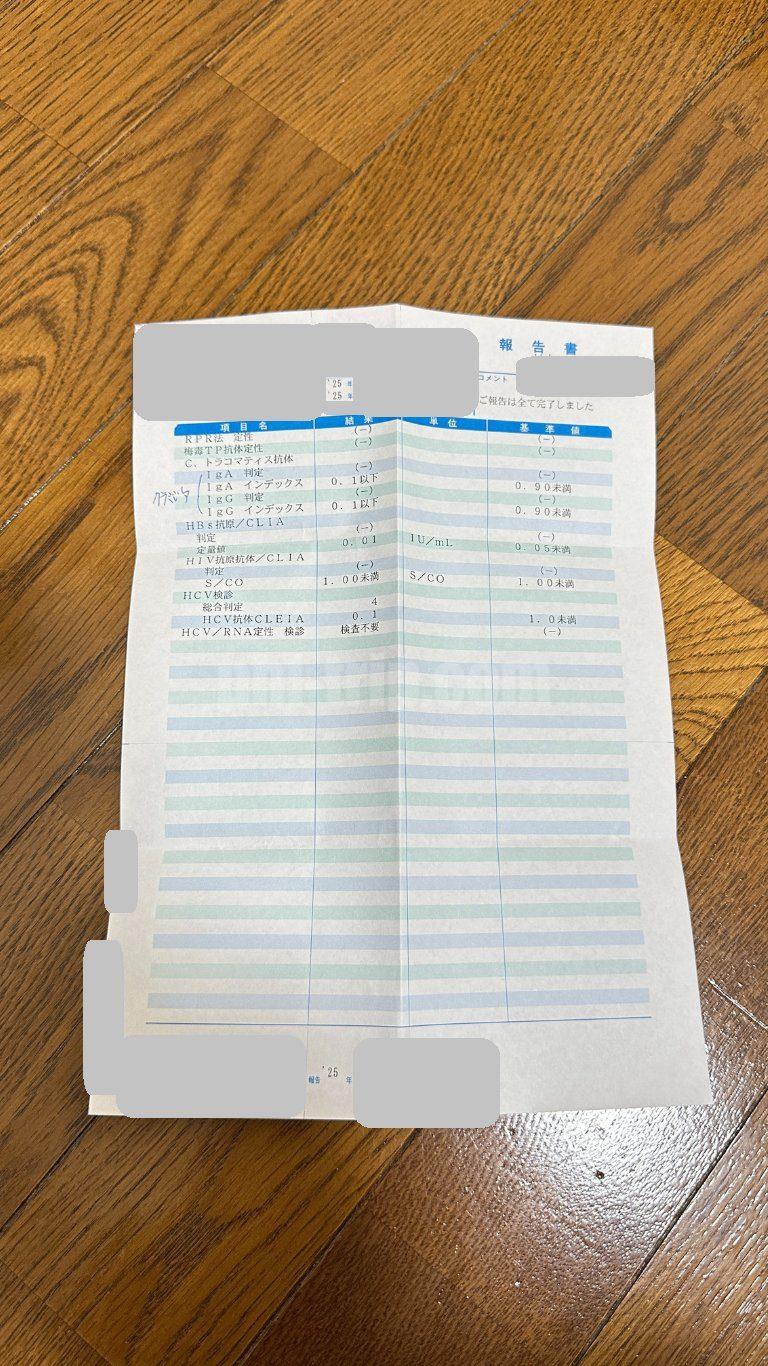 報 告 書
'25 年
'25 年
コメント
ご報告は全て完了しました
項 目 名 結 果 単 位 基 準 値
RPR法 定性 (-) (-)
梅毒TP抗体定性 (-) (-)
C．トラコマティス抗体
IgA 判定 (-) (-)
IgA インデックス 0．1以下 0．90未満
クラミジア
IgG 判定 (-) (-)
IgG インデックス 0．1以下 0．90未満
HBs抗原／CLIA
判定 (-) (-)
定量値 0．01 IU/mL 0．05未満
HIV抗原抗体／CLIA
判定 (-) (-)
S／CO 1．00未満 S／CO 1．00未満
HCV検診
総合判定 4
HCV抗体CLEIA 0．1 1．0未満
HCV／RNA定性 検診 検査不要 (-)
報告 '25 年